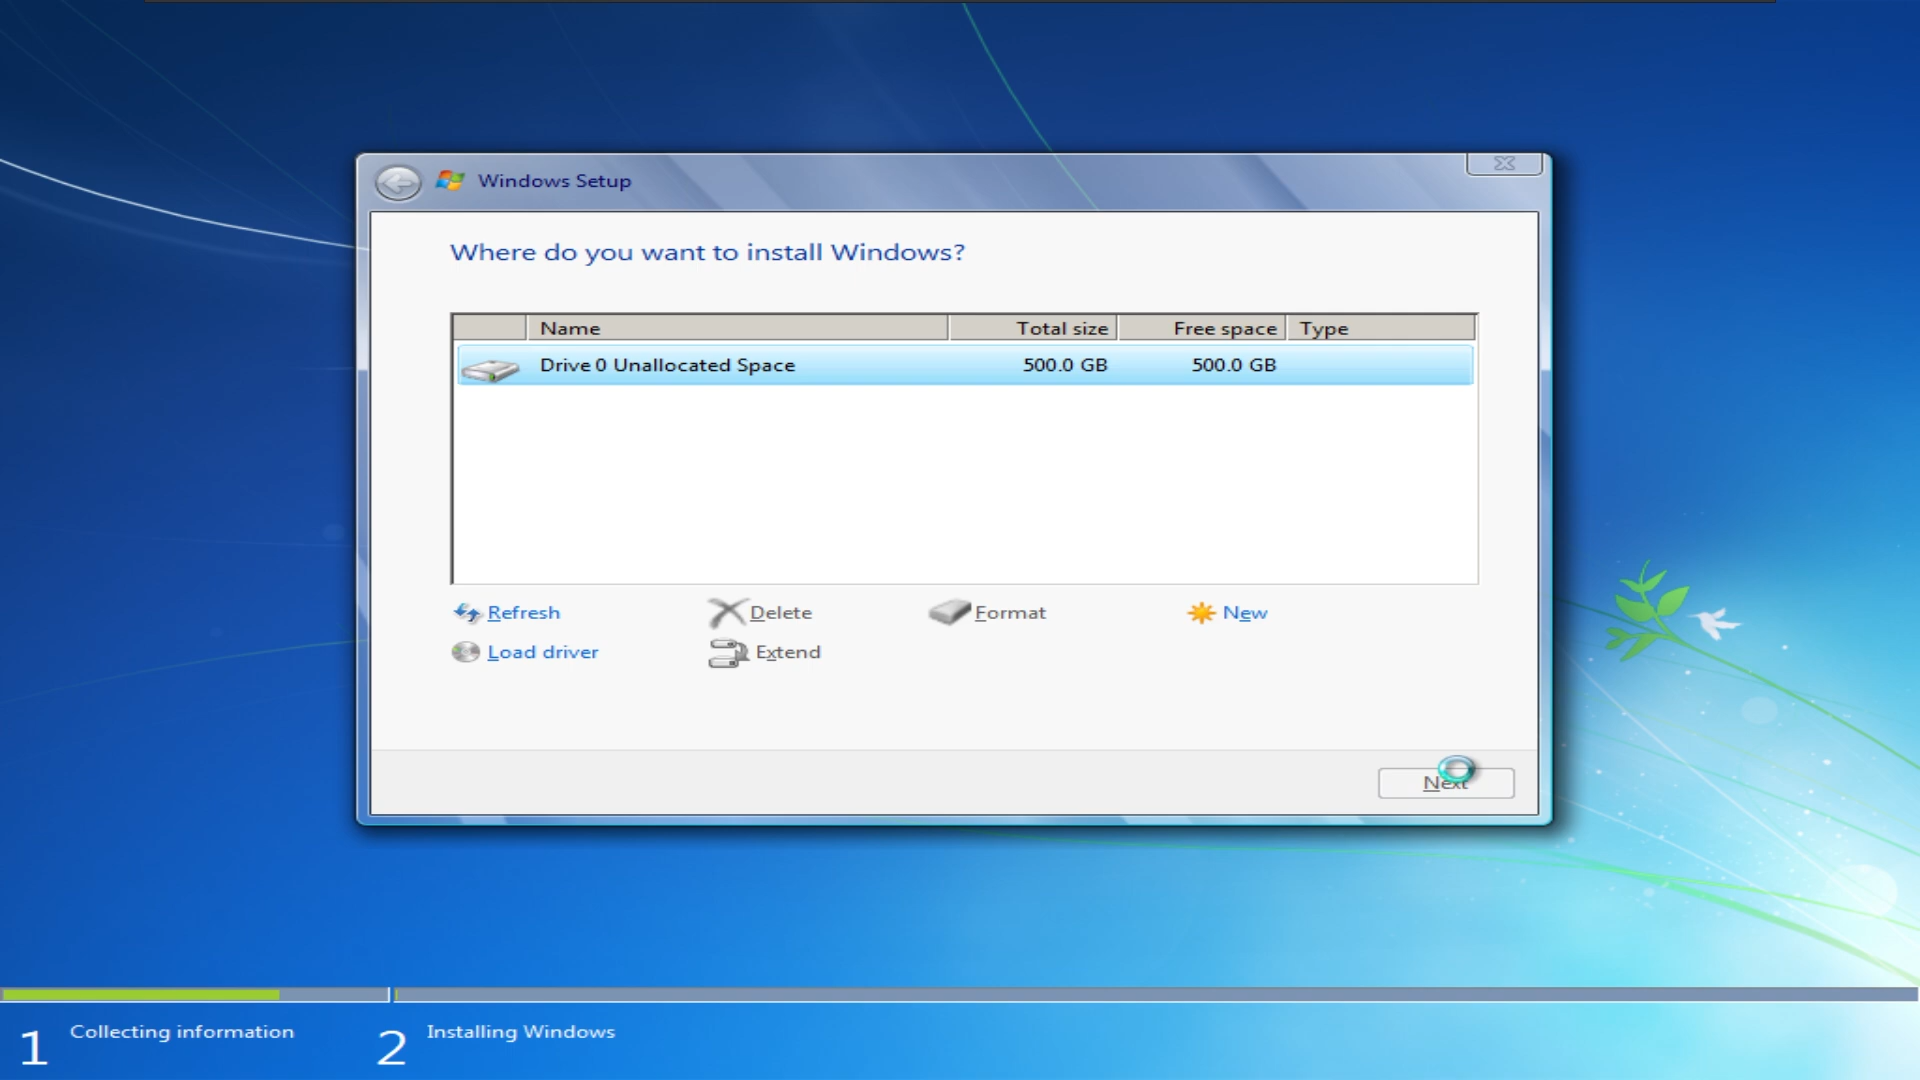 Windows Setup
Where do you want to install Windows?
Name Total size Free space Type
Drive 0 Unallocated Space 500.0 GB 500.0 GB
Refresh Delete Format New
Load driver Extend
Next
1 Collecting information 2 Installing Windows